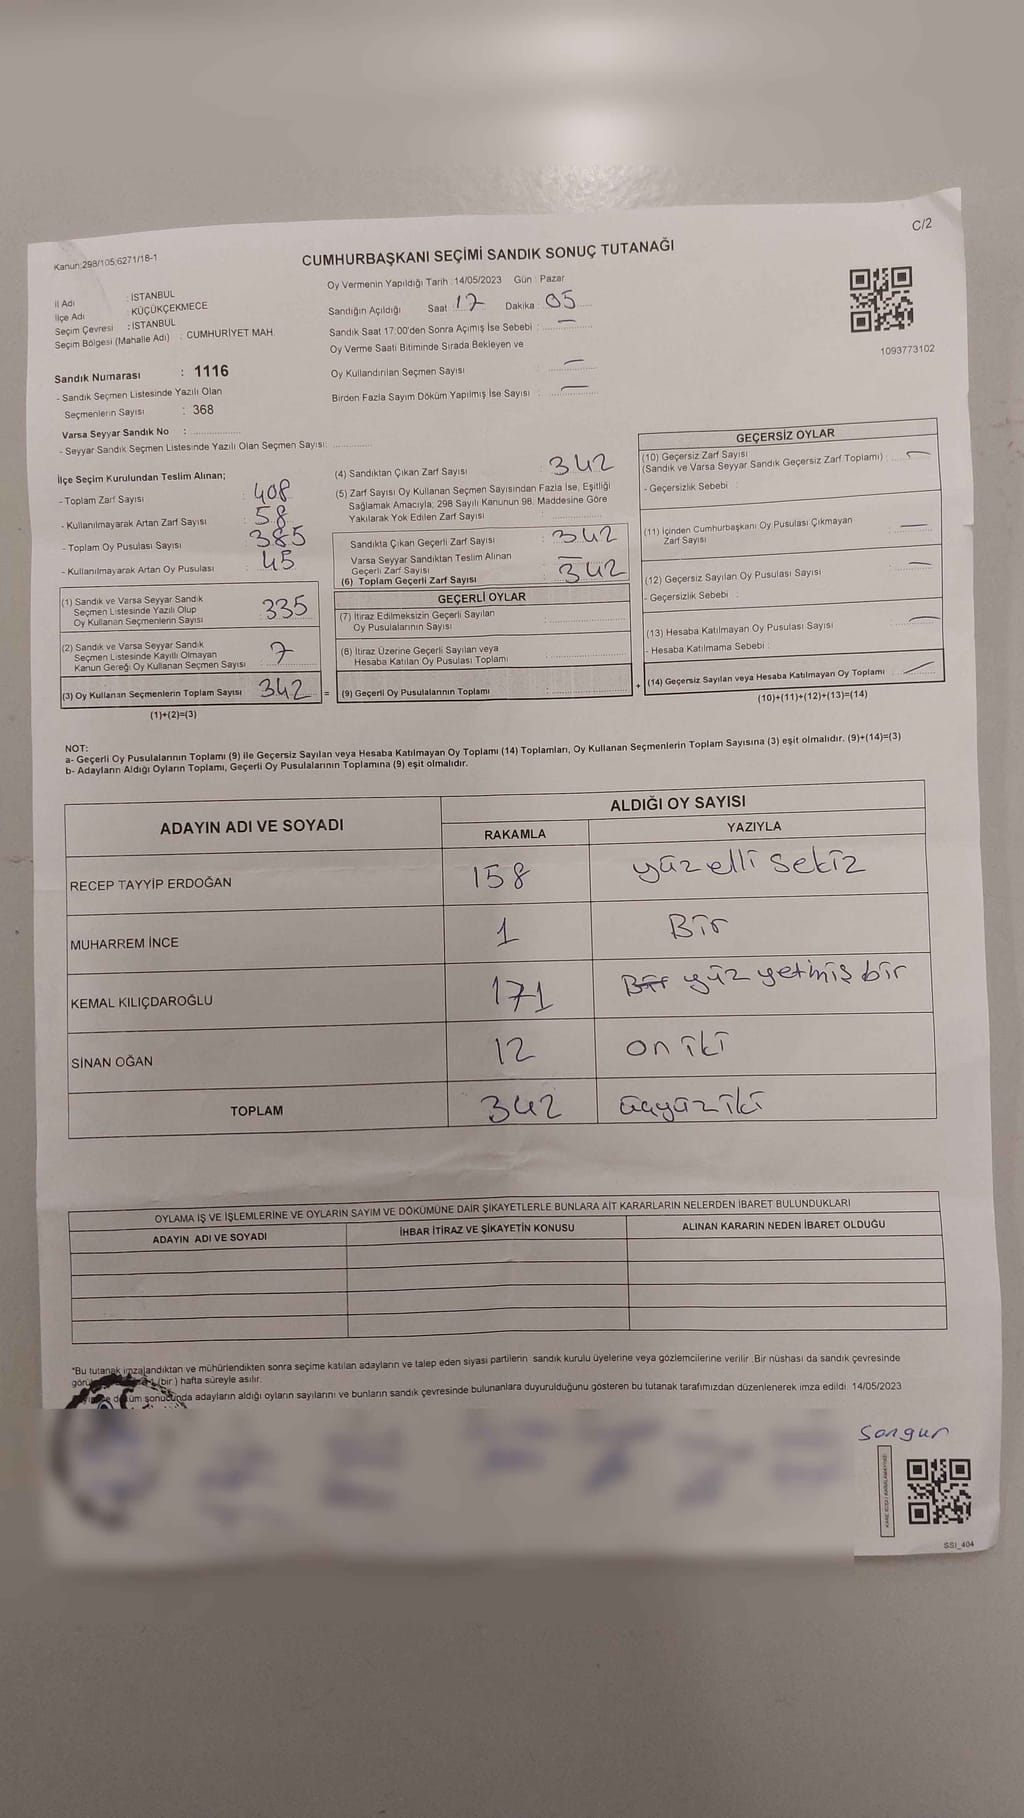 C/2
Kanun:298/105;6271/18-1
CUMHURBAŞKANI SEÇİMİ SANDIK SONUÇ TUTANAĞI
İl Adı : İSTANBUL
İlçe Adı : KÜÇÜKÇEKMECE
Seçim Çevresi : İSTANBUL
Seçim Bölgesi (Mahalle Adı) : CUMHURİYET MAH.
Oy Vermenin Yapıldığı Tarih : 14/05/2023 Gün : Pazar
Sandığın Açıldığı Saat 17 Dakika : 05
Sandık Saat 17:00'den Sonra Açımış İse Sebebi : —
Oy Verme Saati Bitiminde Sırada Bekleyen ve
Oy Kullandırılan Seçmen Sayısı : —
Birden Fazla Sayım Döküm Yapılmış İse Sayısı : —
1093773102
Sandık Numarası : 1116
- Sandık Seçmen Listesinde Yazılı Olan
Seçmenlerin Sayısı : 368
Varsa Seyyar Sandık No :
- Seyyar Sandık Seçmen Listesinde Yazılı Olan Seçmen Sayısı:
İlçe Seçim Kurulundan Teslim Alınan;
- Toplam Zarf Sayısı : 408
- Kullanılmayarak Artan Zarf Sayısı : 58
- Toplam Oy Pusulası Sayısı : 385
- Kullanılmayarak Artan Oy Pusulası : 45
(1) Sandık ve Varsa Seyyar Sandık
Seçmen Listesinde Yazılı Olup
Oy Kullanan Seçmenlerin Sayısı : 335
(2) Sandık ve Varsa Seyyar Sandık
Seçmen Listesinde Kayıtlı Olmayan
Kanun Gereği Oy Kullanan Seçmen Sayısı : 7
(3) Oy Kullanan Seçmenlerin Toplam Sayısı 342 =
(1)+(2)=(3)
(4) Sandıktan Çıkan Zarf Sayısı : 342
(5) Zarf Sayısı Oy Kullanan Seçmen Sayısından Fazla İse, Eşitliği
Sağlamak Amacıyla, 298 Sayılı Kanunun 98. Maddesine Göre
Yakılarak Yok Edilen Zarf Sayısı :
Sandıkta Çıkan Geçerli Zarf Sayısı : 342
Varsa Seyyar Sandıktan Teslim Alınan
Geçerli Zarf Sayısı : —
(6) Toplam Geçerli Zarf Sayısı : 342
GEÇERLİ OYLAR
(7) İtiraz Edilmeksizin Geçerli Sayılan
Oy Pusulalarının Sayısı :
(8) İtiraz Üzerine Geçerli Sayılan veya
Hesaba Katılan Oy Pusulası Toplamı :
(9) Geçerli Oy Pusulalarının Toplamı : +
GEÇERSİZ OYLAR
(10) Geçersiz Zarf Sayısı
(Sandık ve Varsa Seyyar Sandık Geçersiz Zarf Toplamı) : —
- Geçersizlik Sebebi :
(11) İçinden Cumhurbaşkanı Oy Pusulası Çıkmayan
Zarf Sayısı : —
(12) Geçersiz Sayılan Oy Pusulası Sayısı : —
- Geçersizlik Sebebi :
(13) Hesaba Katılmayan Oy Pusulası Sayısı : —
- Hesaba Katılmama Sebebi :
(14) Geçersiz Sayılan veya Hesaba Katılmayan Oy Toplamı : —
(10)+(11)+(12)+(13)=(14)
NOT:
a- Geçerli Oy Pusulalarının Toplamı (9) ile Geçersiz Sayılan veya Hesaba Katılmayan Oy Toplamı (14) Toplamları, Oy Kullanan Seçmenlerin Toplam Sayısına (3) eşit olmalıdır. (9)+(14)=(3)
b- Adayların Aldığı Oyların Toplamı, Geçerli Oy Pusulalarının Toplamına (9) eşit olmalıdır.
ADAYIN ADI VE SOYADI
ALDIĞI OY SAYISI
RAKAMLA YAZIYLA
RECEP TAYYİP ERDOĞAN 158 yüz elli sekiz
MUHARREM İNCE 1 Bir
KEMAL KILIÇDAROĞLU 171 Bir yüz yetmiş bir
SİNAN OĞAN 12 on iki
TOPLAM 342
OYLAMA İŞ VE İŞLEMLERİNE VE OYLARIN SAYIM VE DÖKÜMÜNE DAİR ŞİKAYETLERLE BUNLARA AİT KARARLARIN NELERDEN İBARET BULUNDUKLARI
ADAYIN ADI VE SOYADI İHBAR İTİRAZ VE ŞİKAYETİN KONUSU ALINAN KARARIN NEDEN İBARET OLDUĞU
*Bu tutanak imzalandıktan ve mühürlendikten sonra seçime katılan adayların ve talep eden siyasi partilerin sandık kurulu üyelerine veya gözlemcilerine verilir. Bir nüshası da sandık çevresinde
(bir) hafta süreyle asılır.
adayların aldığı oyların sayılarını ve bunların sandık çevresinde bulunanlara duyurulduğunu gösteren bu tutanak tarafımızdan düzenlenerek imza edildi. 14/05/2023
Songur
KARE KODU KARALAMAYINIZ
SSI_404